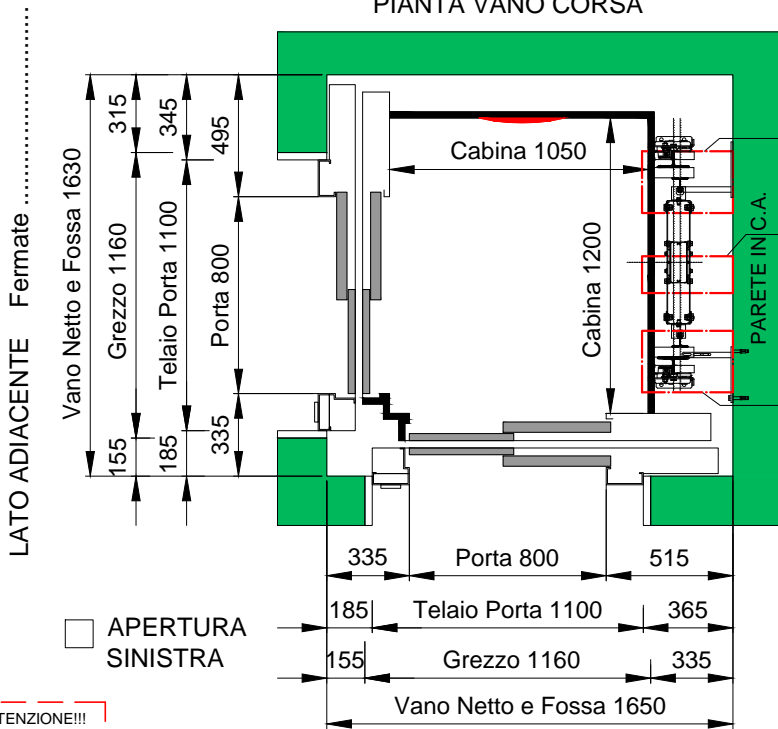 PIANTA VANO CORSA
LATO ADIACENTE Fermate ........................
Vano Netto e Fossa 1630
315
Grezzo 1160
155
345
Telaio Porta 1100
185
495
Porta 800
335
Cabina 1050
Cabina 1200
PARETE IN C.A.
335
Porta 800
515
185
Telaio Porta 1100
365
155
Grezzo 1160
335
Vano Netto e Fossa 1650
APERTURA
SINISTRA
TENZIONE!!!